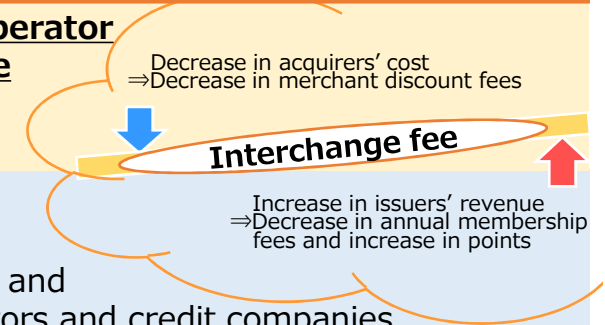 perator
e
Decrease in acquirers' cost
⇒Decrease in merchant discount fees
Interchange fee
Increase in issuers' revenue
⇒Decrease in annual membership
fees and increase in points
and
tors and credit companies